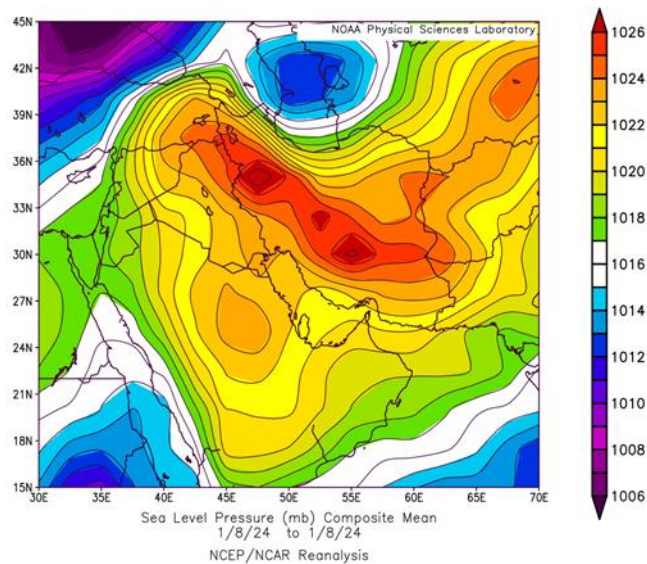 NOAA Physical Sciences Laboratory
45N
42N
39N
36N
33N
30N
27N
24N
21N
18N
15N
30E
35E
40E
45E
50E
55E
60E
65E
70E
1026
1024
1022
1020
1018
1016
1014
1012
1010
1008
1006
Sea Level Pressure (mb) Composite Mean
1/8/24 to 1/8/24
NCEP/NCAR Reanalysis